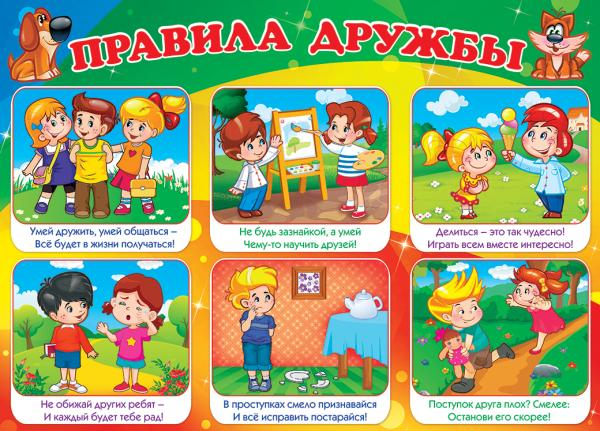 ПРАВИЛА ДРУЖБЫ
Умей дружить, умей общаться –
Всё будет в жизни получаться!
Не будь зазнайкой, а умей
Чему-то научить друзей!
Делиться – это так чудесно!
Играть всем вместе интересно!
Не обижай других ребят –
И каждый будет тебе рад!
В проступках смело признавайся
И всё исправить постарайся!
Поступок друга плох? Смелее:
Останови его скорее!